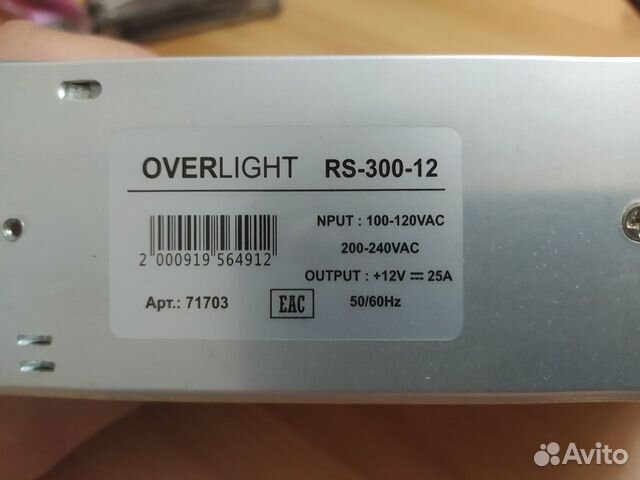 OVERLIGHT RS-300-12
NPUT : 100-120VAC
200-240VAC
2 000919 564912
OUTPUT : +12V ⎓ 25A
Арт.: 71703
EAC
50/60Hz
Avito